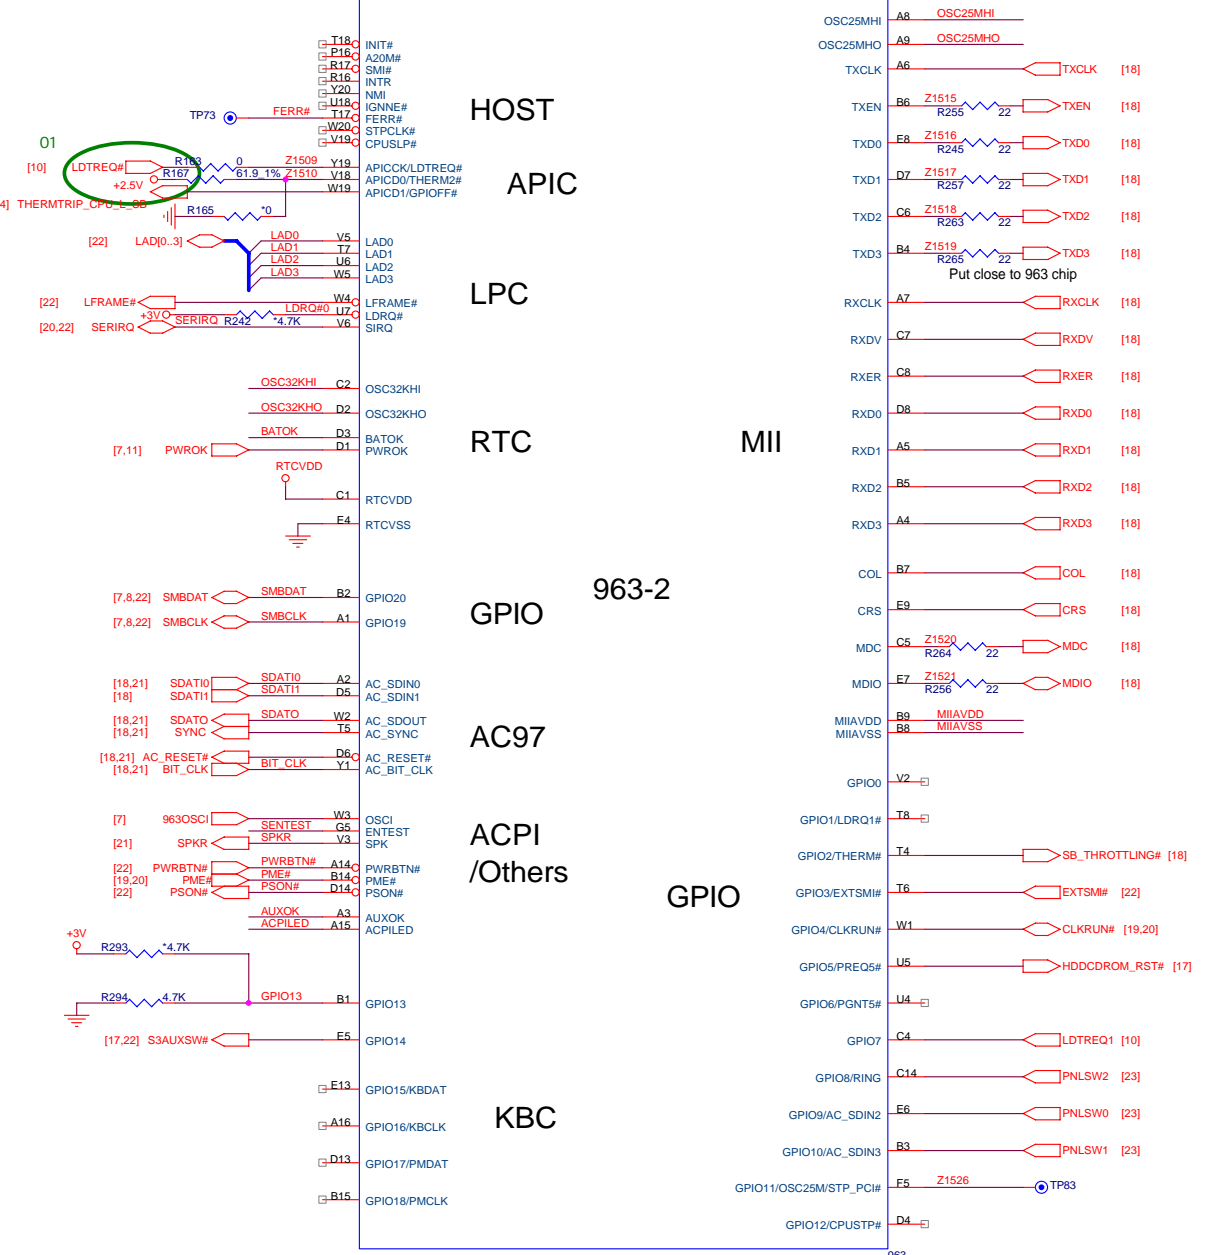 OSC25MHI A8 OSC25MHI
OSC25MHO A9 OSC25MHO
TXCLK A6 TXCLK [18]
TXEN B6 Z1515 R255 22 TXEN [18]
TXD0 E8 Z1516 R245 22 TXD0 [18]
TXD1 D7 Z1517 R257 22 TXD1 [18]
TXD2 C6 Z1518 R263 22 TXD2 [18]
TXD3 B4 Z1519 R265 22 TXD3 [18]
Put close to 963 chip
RXCLK A7 RXCLK [18]
RXDV C7 RXDV [18]
RXER C8 RXER [18]
RXD0 D8 RXD0 [18]
RXD1 A5 RXD1 [18]
RXD2 B5 RXD2 [18]
RXD3 A4 RXD3 [18]
COL B7 COL [18]
CRS E9 CRS [18]
MDC C5 Z1520 R264 22 MDC [18]
MDIO E7 Z1521 R256 22 MDIO [18]
MIIAVDD B9 MIIAVDD
MIIAVSS B8 MIIAVSS
MII
GPIO0 V2
GPIO1/LDRQ1# T8
GPIO2/THERM# T4 SB_THROTTLING# [18]
GPIO3/EXTSMI# T6 EXTSMI# [22]
GPIO4/CLKRUN# W1 CLKRUN# [19,20]
GPIO5/PREQ5# U5 HDDCDROM_RST# [17]
GPIO6/PGNT5# U4
GPIO7 C4 LDTREQ1 [10]
GPIO8/RING C14 PNLSW2 [23]
GPIO9/AC_SDIN2 E6 PNLSW0 [23]
GPIO10/AC_SDIN3 B3 PNLSW1 [23]
GPIO11/OSC25M/STP_PCI# F5 Z1526 TP83
GPIO12/CPUSTP# D4
GPIO
963-2
T18 INIT#
P16 A20M#
R17 SMI#
R16 INTR
Y20 NMI
U18 IGNNE#
TP73 FERR# T17 FERR#
W20 STPCLK#
V19 CPUSLP#
HOST
01
[10] LDTREQ# R163 0 Z1509 Y19 APICCK/LDTREQ#
+2.5V R167 61.9_1% Z1510 V18 APICD0/THERM2#
4] THERMTRIP_CPU_L_SB W19 APICD1/GPIOFF#
R165 *0
APIC
[22] LAD[0..3]
LAD0 V5 LAD0
LAD1 T7 LAD1
LAD2 U6 LAD2
LAD3 W5 LAD3
[22] LFRAME# W4 LFRAME#
+3V R242 *4.7K LDRQ#0 U7 LDRQ#
[20,22] SERIRQ SERIRQ V6 SIRQ
LPC
OSC32KHI C2 OSC32KHI
OSC32KHO D2 OSC32KHO
BATOK D3 BATOK
[7,11] PWROK D1 PWROK
RTCVDD C1 RTCVDD
E4 RTCVSS
RTC
[7,8,22] SMBDAT SMBDAT B2 GPIO20
[7,8,22] SMBCLK SMBCLK A1 GPIO19
GPIO
[18,21] SDATI0 SDATI0 A2 AC_SDIN0
[18] SDATI1 SDATI1 D5 AC_SDIN1
[18,21] SDATO SDATO W2 AC_SDOUT
[18,21] SYNC T5 AC_SYNC
[18,21] AC_RESET# D6 AC_RESET#
[18,21] BIT_CLK BIT_CLK Y1 AC_BIT_CLK
AC97
[7] 963OSCI W3 OSCI
SENTEST G5 ENTEST
[21] SPKR SPKR V3 SPK
[22] PWRBTN# PWRBTN# A14 PWRBTN#
[19,20] PME# PME# B14 PME#
[22] PSON# PSON# D14 PSON#
AUXOK A3 AUXOK
ACPILED A15 ACPILED
ACPI
/Others
+3V R293 *4.7K
R294 4.7K GPIO13 B1 GPIO13
[17,22] S3AUXSW# E5 GPIO14
E13 GPIO15/KBDAT
A16 GPIO16/KBCLK
D13 GPIO17/PMDAT
B15 GPIO18/PMCLK
KBC
963